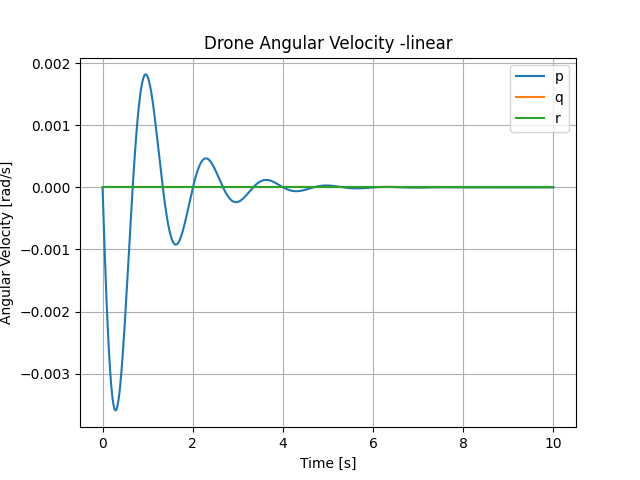 Drone Angular Velocity -linear
p
q
r
0.002
0.001
0.000
−0.001
−0.002
−0.003
Angular Velocity [rad/s]
0 2 4 6 8 10
Time [s]